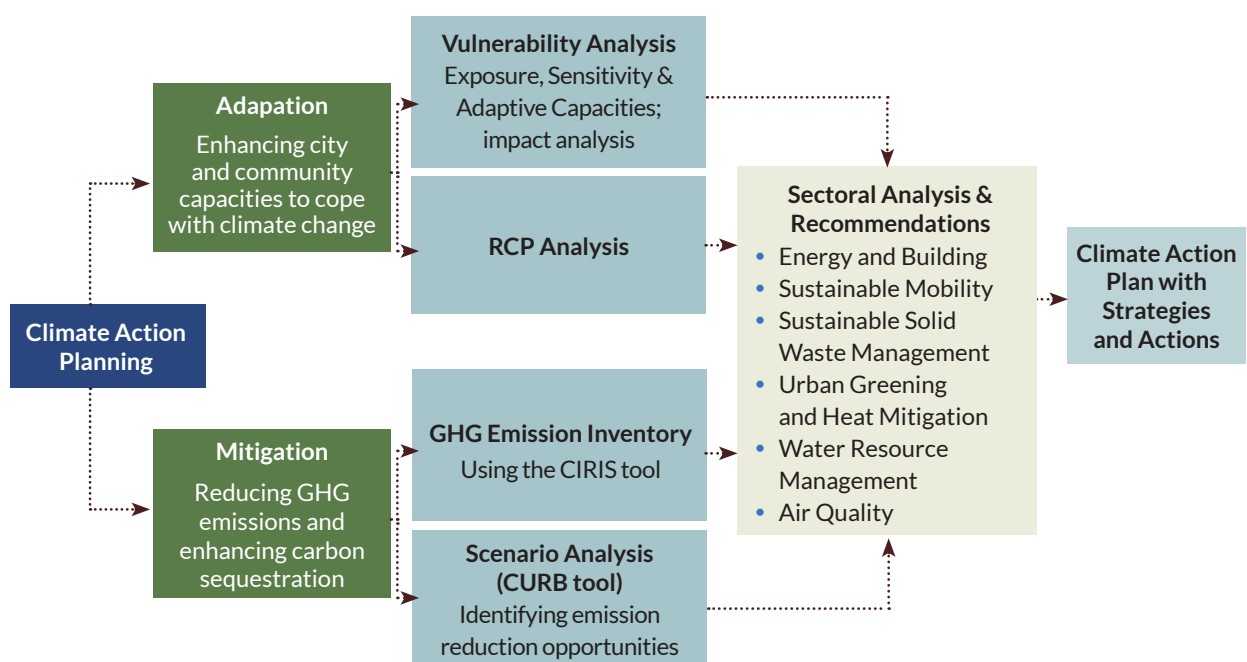 Climate Action
Planning
Adapation
Enhancing city
and community
capacities to cope
with climate change
Mitigation
Reducing GHG
emissions and
enhancing carbon
sequestration
Vulnerability Analysis
Exposure, Sensitivity &
Adaptive Capacities;
impact analysis
RCP Analysis
GHG Emission Inventory
Using the CIRIS tool
Scenario Analysis
(CURB tool)
Identifying emission
reduction opportunities
Sectoral Analysis &
Recommendations
• Energy and Building
• Sustainable Mobility
• Sustainable Solid
Waste Management
• Urban Greening
and Heat Mitigation
• Water Resource
Management
• Air Quality
Climate Action
Plan with
Strategies
and Actions